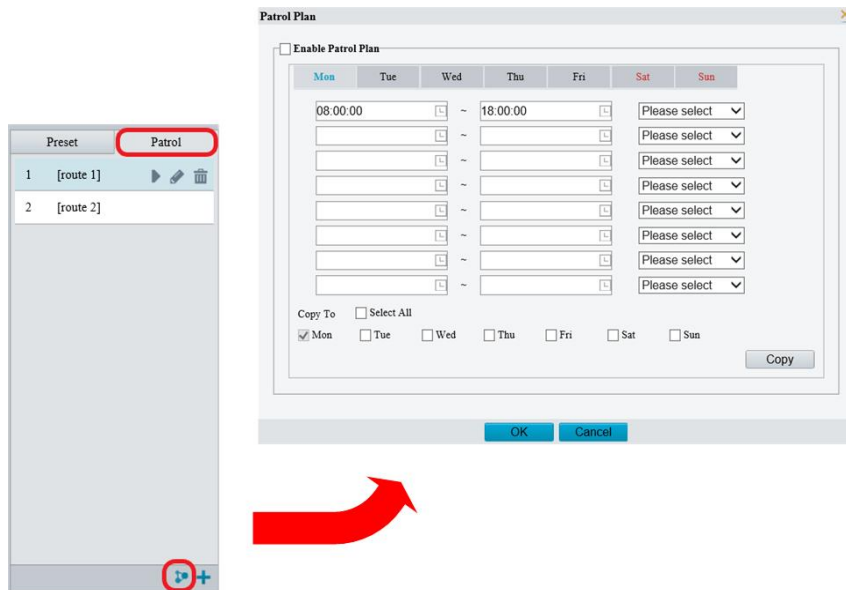 Patrol Plan
Enable Patrol Plan
Mon Tue Wed Thu Fri Sat Sun
08:00:00 ~ 18:00:00 Please select
~ Please select
~ Please select
~ Please select
~ Please select
~ Please select
~ Please select
~ Please select
Copy To Select All
Mon Tue Wed Thu Fri Sat Sun
Copy
OK Cancel
Preset Patrol
1 [route 1]
2 [route 2]